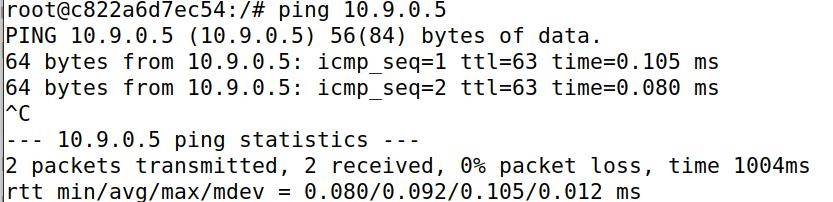 root@c822a6d7ec54:/# ping 10.9.0.5
PING 10.9.0.5 (10.9.0.5) 56(84) bytes of data.
64 bytes from 10.9.0.5: icmp_seq=1 ttl=63 time=0.105 ms
64 bytes from 10.9.0.5: icmp_seq=2 ttl=63 time=0.080 ms
^C
--- 10.9.0.5 ping statistics ---
2 packets transmitted, 2 received, 0% packet loss, time 1004ms
rtt min/avg/max/mdev = 0.080/0.092/0.105/0.012 ms